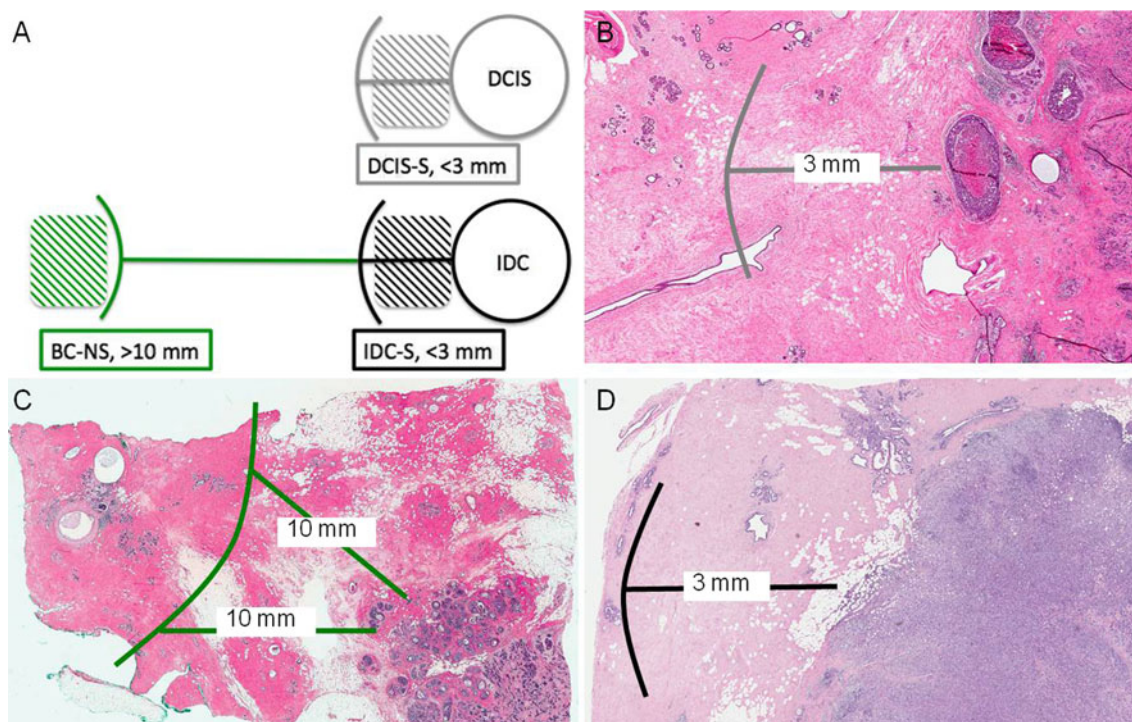 A
DCIS
DCIS-S, <3 mm
IDC
BC-NS, >10 mm
IDC-S, <3 mm
B
3 mm
C
10 mm
10 mm
D
3 mm